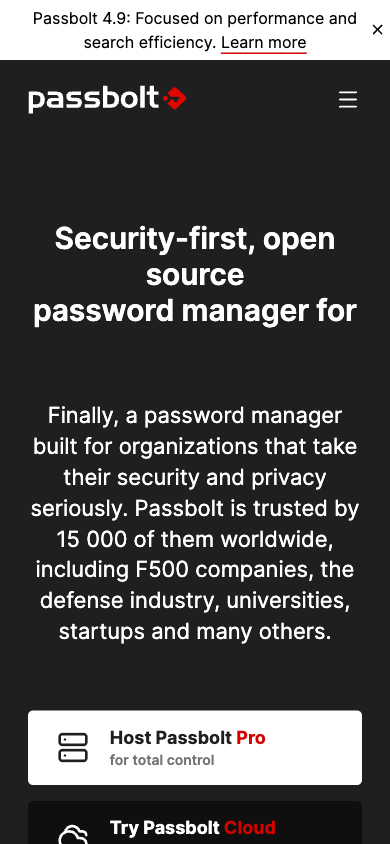 Passbolt 4.9: Focused on performance and
search efficiency. Learn more
passbolt
Security-first, open
source
password manager for
Finally, a password manager
built for organizations that take
their security and privacy
seriously. Passbolt is trusted by
15 000 of them worldwide,
including F500 companies, the
defense industry, universities,
startups and many others.
Host Passbolt Pro
for total control
Try Passbolt Cloud